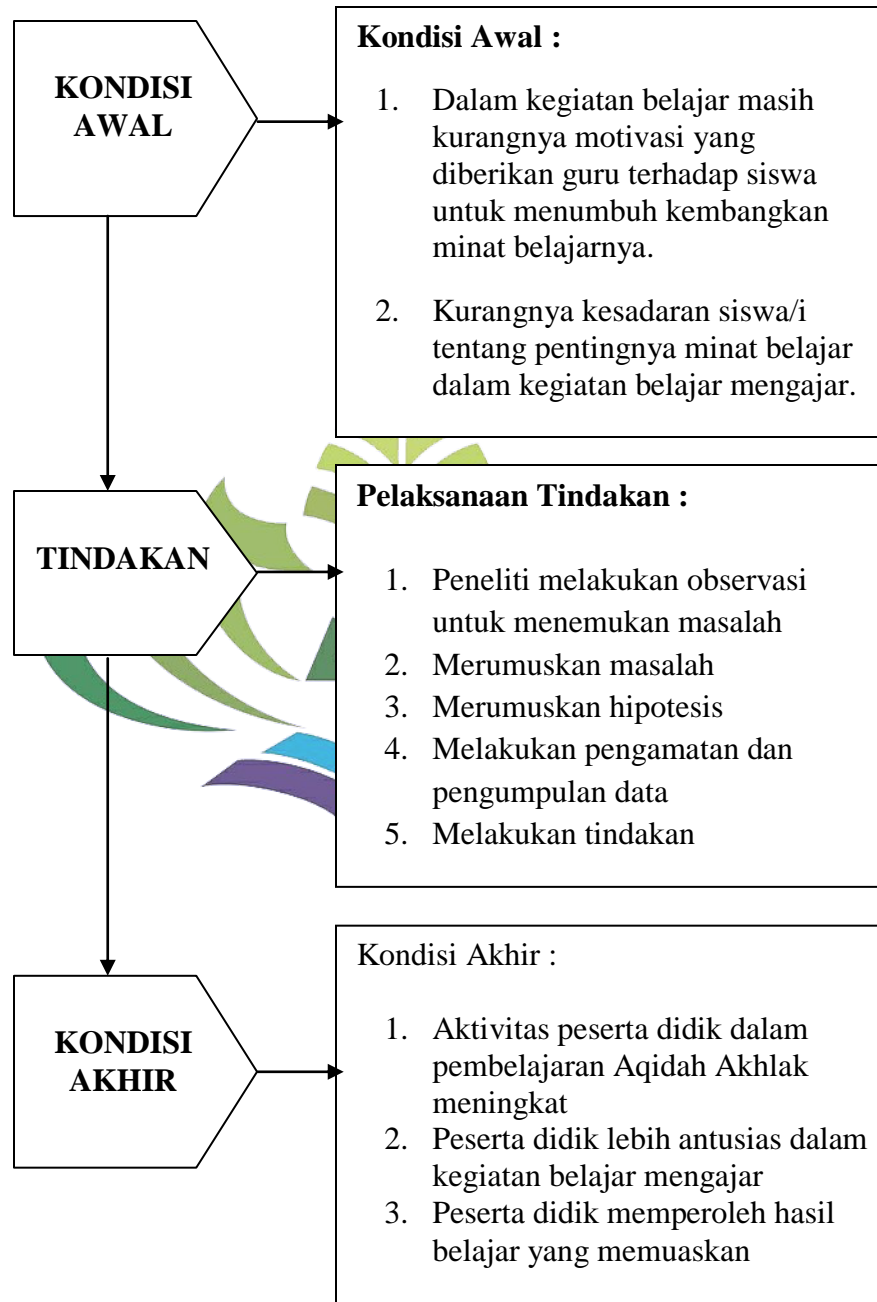 KONDISI
AWAL
Kondisi Awal :
1. Dalam kegiatan belajar masih
kurangnya motivasi yang
diberikan guru terhadap siswa
untuk menumbuh kembangkan
minat belajarnya.
2. Kurangnya kesadaran siswa/i
tentang pentingnya minat belajar
dalam kegiatan belajar mengajar.
TINDAKAN
Pelaksanaan Tindakan :
1. Peneliti melakukan observasi
untuk menemukan masalah
2. Merumuskan masalah
3. Merumuskan hipotesis
4. Melakukan pengamatan dan
pengumpulan data
5. Melakukan tindakan
KONDISI
AKHIR
Kondisi Akhir :
1. Aktivitas peserta didik dalam
pembelajaran Aqidah Akhlak
meningkat
2. Peserta didik lebih antusias dalam
kegiatan belajar mengajar
3. Peserta didik memperoleh hasil
belajar yang memuaskan